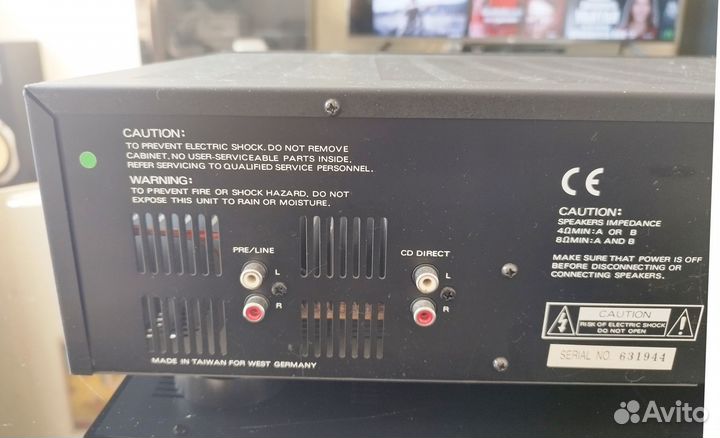 CAUTION:
TO PREVENT ELECTRIC SHOCK. DO NOT REMOVE
CABINET. NO USER-SERVICEABLE PARTS INSIDE.
REFER SERVICING TO QUALIFIED SERVICE PERSONNEL.
WARNING:
TO PREVENT FIRE OR SHOCK HAZARD, DO NOT
EXPOSE THIS UNIT TO RAIN OR MOISTURE.
PRE/LINE
L
R
CD DIRECT
L
R
MADE IN TAIWAN FOR WEST GERMANY
CE
CAUTION:
SPEAKERS IMPEDANCE
4ΩMIN:A OR B
8ΩMIN:A AND B
MAKE SURE THAT POWER IS OFF
BEFORE DISCONNECTING OR
CONNECTING SPEAKERS.
CAUTION
RISK OF ELECTRIC SHOCK
DO NOT OPEN
SERIAL NO. 631944
Avito